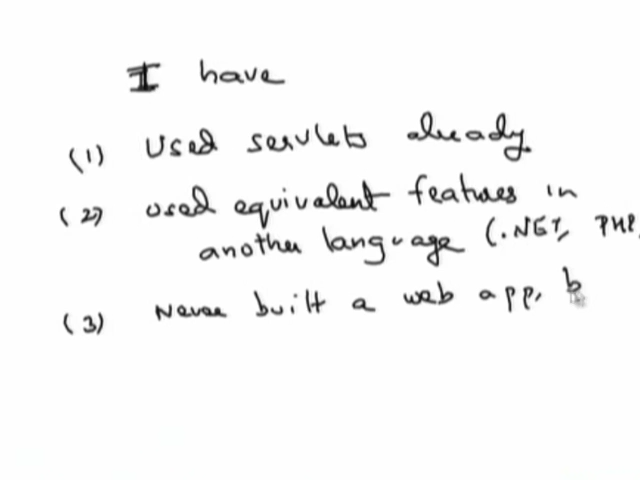 I have
(1) Used servlets already
(2) Used equivalent features in
another language (.NET, PHP,
(3) Never built a web app, b